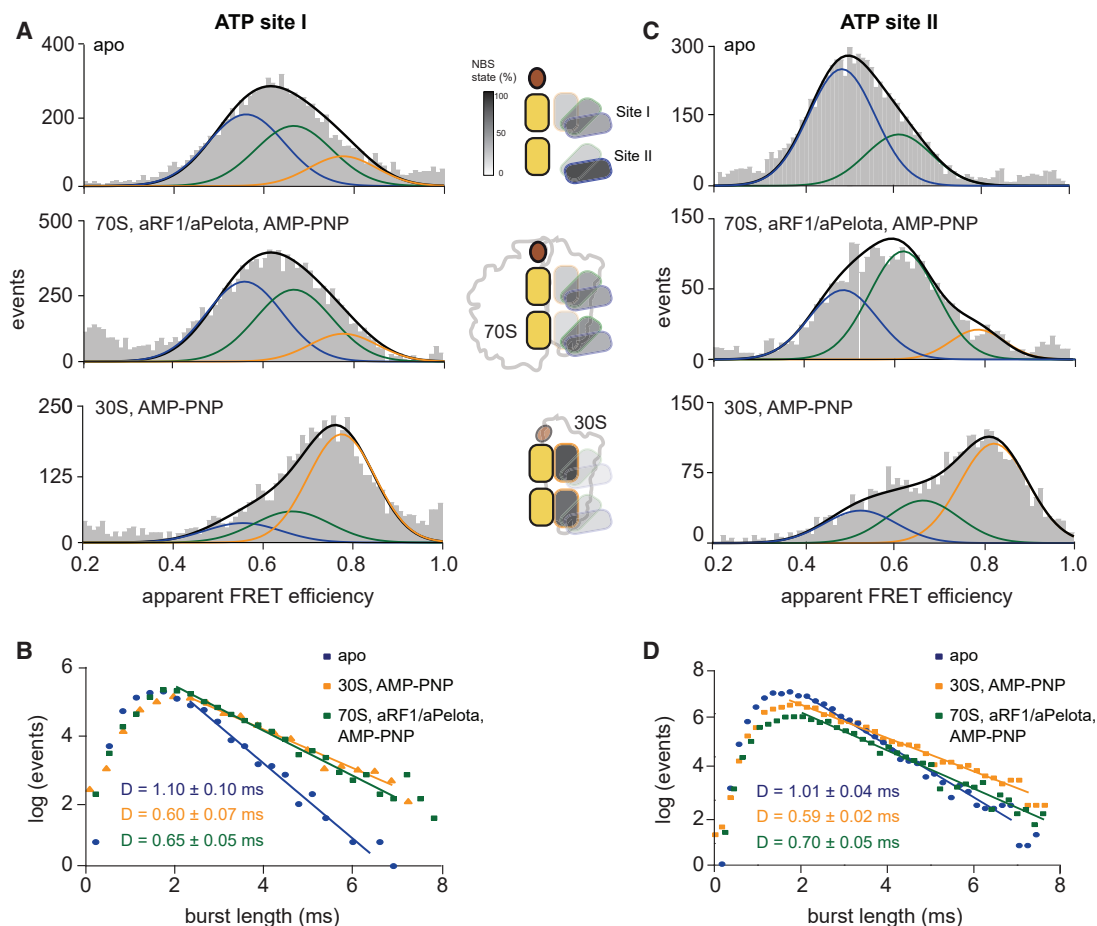 ATP site I
ATP site II
A
apo
400
200
0
NBS
state (%)
100
50
0
Site I
Site II
C
apo
300
150
0
70S, aRF1/aPelota, AMP-PNP
500
250
0
events
70S
70S, aRF1/aPelota, AMP-PNP
150
50
0
events
30S, AMP-PNP
250
125
0
0.2 0.4 0.6 0.8 1.0
apparent FRET efficiency
30S
30S, AMP-PNP
150
75
0
0.2 0.4 0.6 0.8 1.0
apparent FRET efficiency
B
apo
30S, AMP-PNP
70S, aRF1/aPelota,
AMP-PNP
6
4
2
0
log (events)
D = 1.10 ± 0.10 ms
D = 0.60 ± 0.07 ms
D = 0.65 ± 0.05 ms
0 2 4 6 8
burst length (ms)
D
apo
30S, AMP-PNP
70S, aRF1/aPelota,
AMP-PNP
8
6
4
2
0
log (events)
D = 1.01 ± 0.04 ms
D = 0.59 ± 0.02 ms
D = 0.70 ± 0.05 ms
0 2 4 6 8
burst length (ms)